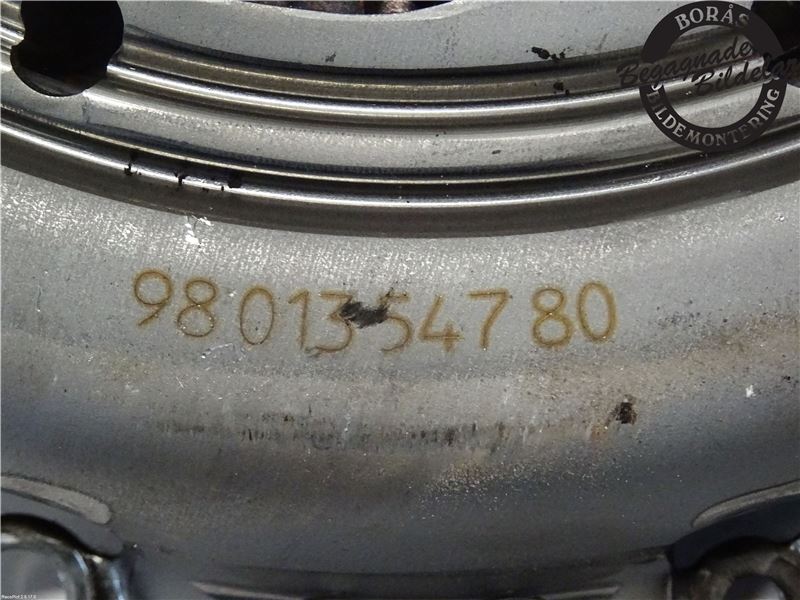 BORÅS
Begagnade
Bildelar
BILDEMONTERING
98 013 547 80